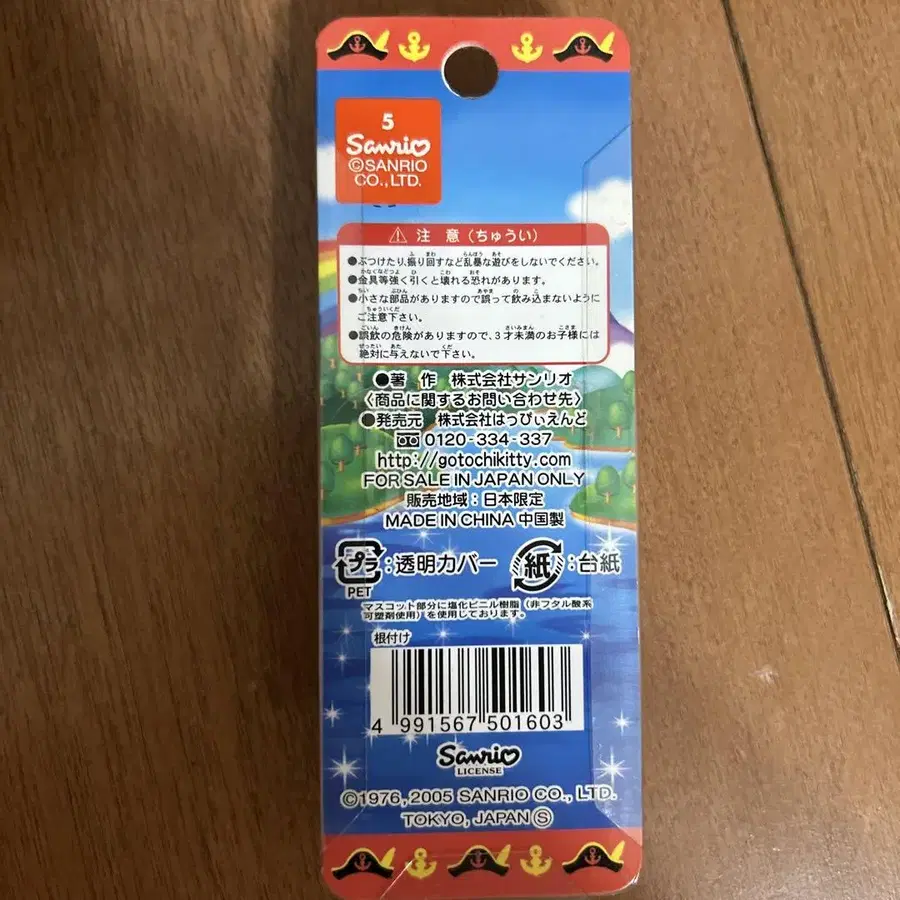 5
Sanrio
©SANRIO
CO.,LTD.
⚠ 注 意 (ちゅうい)
●ぶつけたり、振り回すなど乱暴な遊びをしないでください。
●金具等強く引くと壊れる恐れがあります。
●小さな部品がありますので誤って飲み込まないように
ご注意下さい。
●誤飲の危険がありますので、3才未満のお子様には
絶対に与えないで下さい。
●著 作 株式会社サンリオ
〈商品に関するお問い合わせ先〉
●発売元 株式会社はっぴぃえんど
0120-334-337
http://gotochikitty.com
FOR SALE IN JAPAN ONLY
販売地域：日本限定
MADE IN CHINA 中国製
プラ:透明カバー 紙:台紙
PET
マスコット部分に塩化ビニル樹脂（非フタル酸系
可塑剤使用）を使用しております。
根付け
4 991567 501603
Sanrio
LICENSE
©1976, 2005 SANRIO CO., LTD.
TOKYO, JAPAN Ⓢ